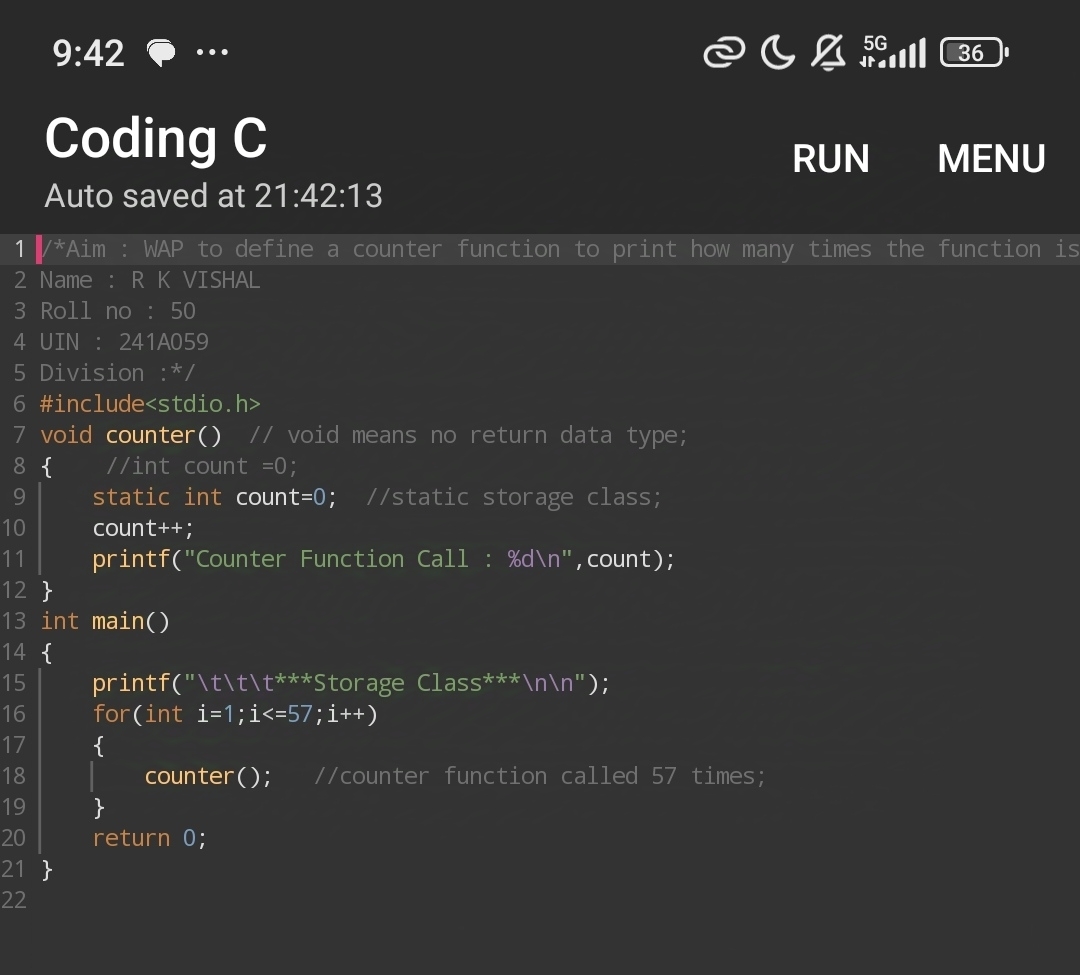 9:42 ... 5G 36
Coding C
RUN MENU
Auto saved at 21:42:13
1 /*Aim : WAP to define a counter function to print how many times the function is
2 Name : R K VISHAL
3 Roll no : 50
4 UIN : 241A059
5 Division :*/
6 #include<stdio.h>
7 void counter()  // void means no return data type;
8 {    //int count =0;
9     static int count=0;  //static storage class;
10     count++;
11     printf("Counter Function Call : %d\n",count);
12 }
13 int main()
14 {
15     printf("\t\t\t***Storage Class***\n\n");
16     for(int i=1;i<=57;i++)
17     {
18         counter();   //counter function called 57 times;
19     }
20     return 0;
21 }
22